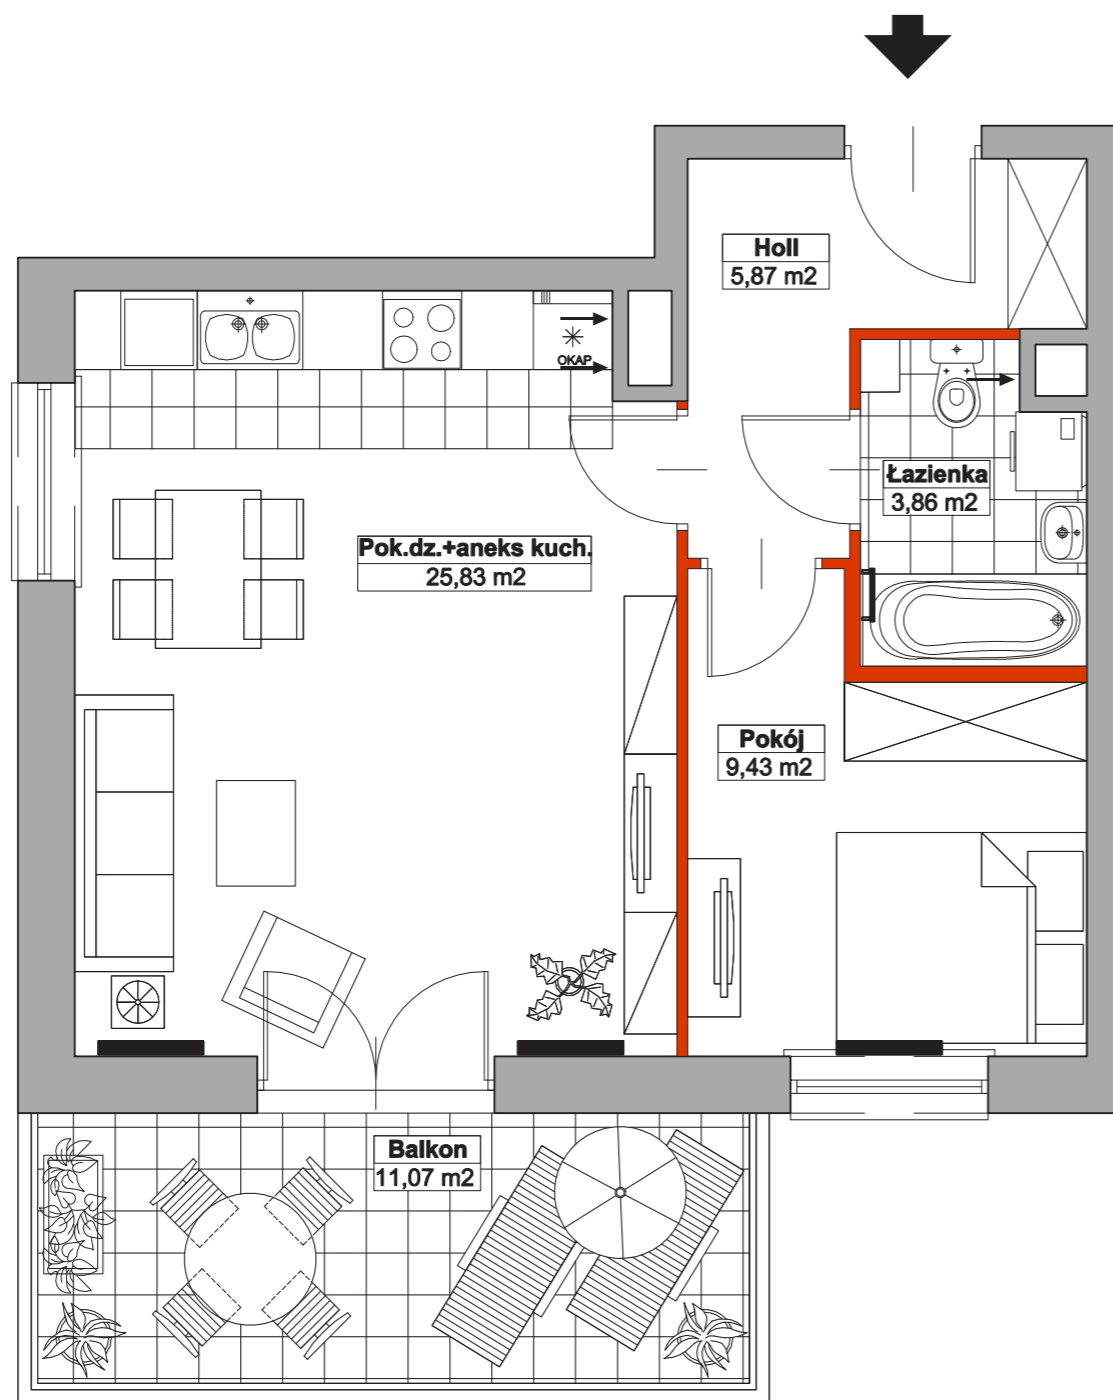 Holl
5,87 m2
OKAP
Łazienka
3,86 m2
Pok.dz.+aneks kuch.
25,83 m2
Pokój
9,43 m2
Balkon
11,07 m2